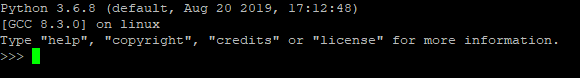 Python 3.6.8 (default, Aug 20 2019, 17:12:48)
[GCC 8.3.0] on linux
Type "help", "copyright", "credits" or "license" for more information.
>>>